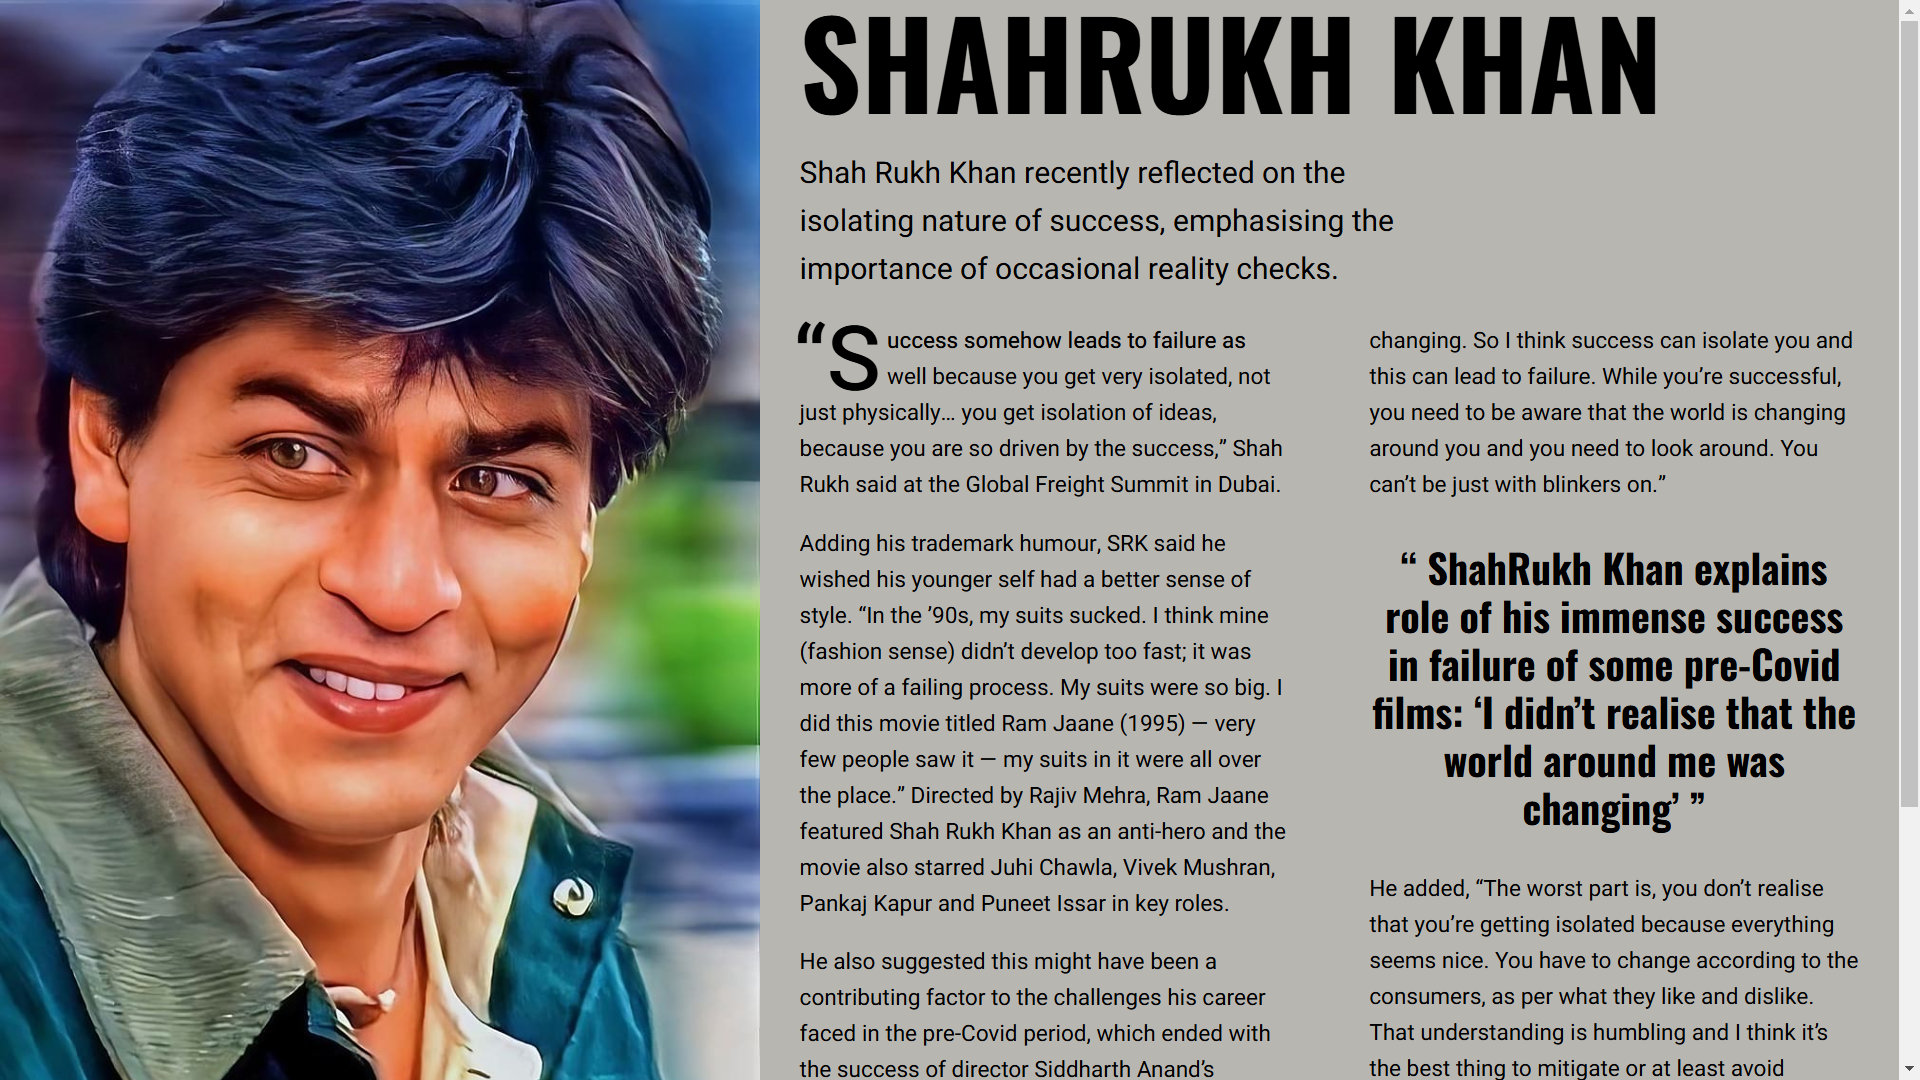 SHAHRUKH KHAN
Shah Rukh Khan recently reflected on the
isolating nature of success, emphasising the
importance of occasional reality checks.
“Success somehow leads to failure as
well because you get very isolated, not
just physically… you get isolation of ideas,
because you are so driven by the success,” Shah
Rukh said at the Global Freight Summit in Dubai.
Adding his trademark humour, SRK said he
wished his younger self had a better sense of
style. “In the ’90s, my suits sucked. I think mine
(fashion sense) didn’t develop too fast; it was
more of a failing process. My suits were so big. I
did this movie titled Ram Jaane (1995) — very
few people saw it — my suits in it were all over
the place.” Directed by Rajiv Mehra, Ram Jaane
featured Shah Rukh Khan as an anti-hero and the
movie also starred Juhi Chawla, Vivek Mushran,
Pankaj Kapur and Puneet Issar in key roles.
He also suggested this might have been a
contributing factor to the challenges his career
faced in the pre-Covid period, which ended with
the success of director Siddharth Anand’s
changing. So I think success can isolate you and
this can lead to failure. While you’re successful,
you need to be aware that the world is changing
around you and you need to look around. You
can’t be just with blinkers on.”
“ ShahRukh Khan explains
role of his immense success
in failure of some pre-Covid
films: ‘I didn’t realise that the
world around me was
changing’ ”
He added, “The worst part is, you don’t realise
that you’re getting isolated because everything
seems nice. You have to change according to the
consumers, as per what they like and dislike.
That understanding is humbling and I think it’s
the best thing to mitigate or at least avoid